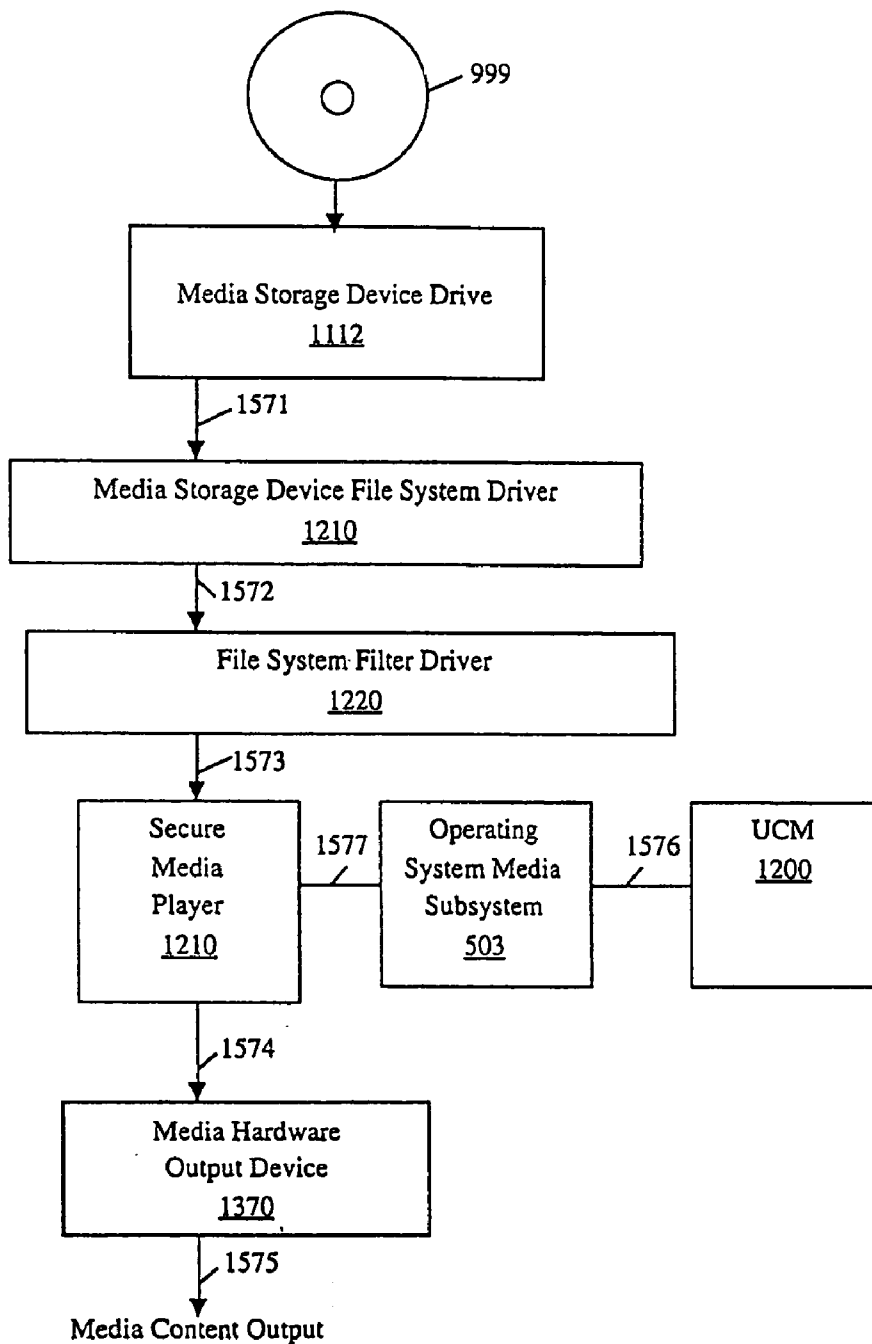 999
Media Storage Device Drive
1112
1571
Media Storage Device File System Driver
1210
1572
File System Filter Driver
1220
1573
Secure
Media
Player
1210
1577
Operating
System Media
Subsystem
503
1576
UCM
1200
1574
Media Hardware
Output Device
1370
1575
Media Content Output